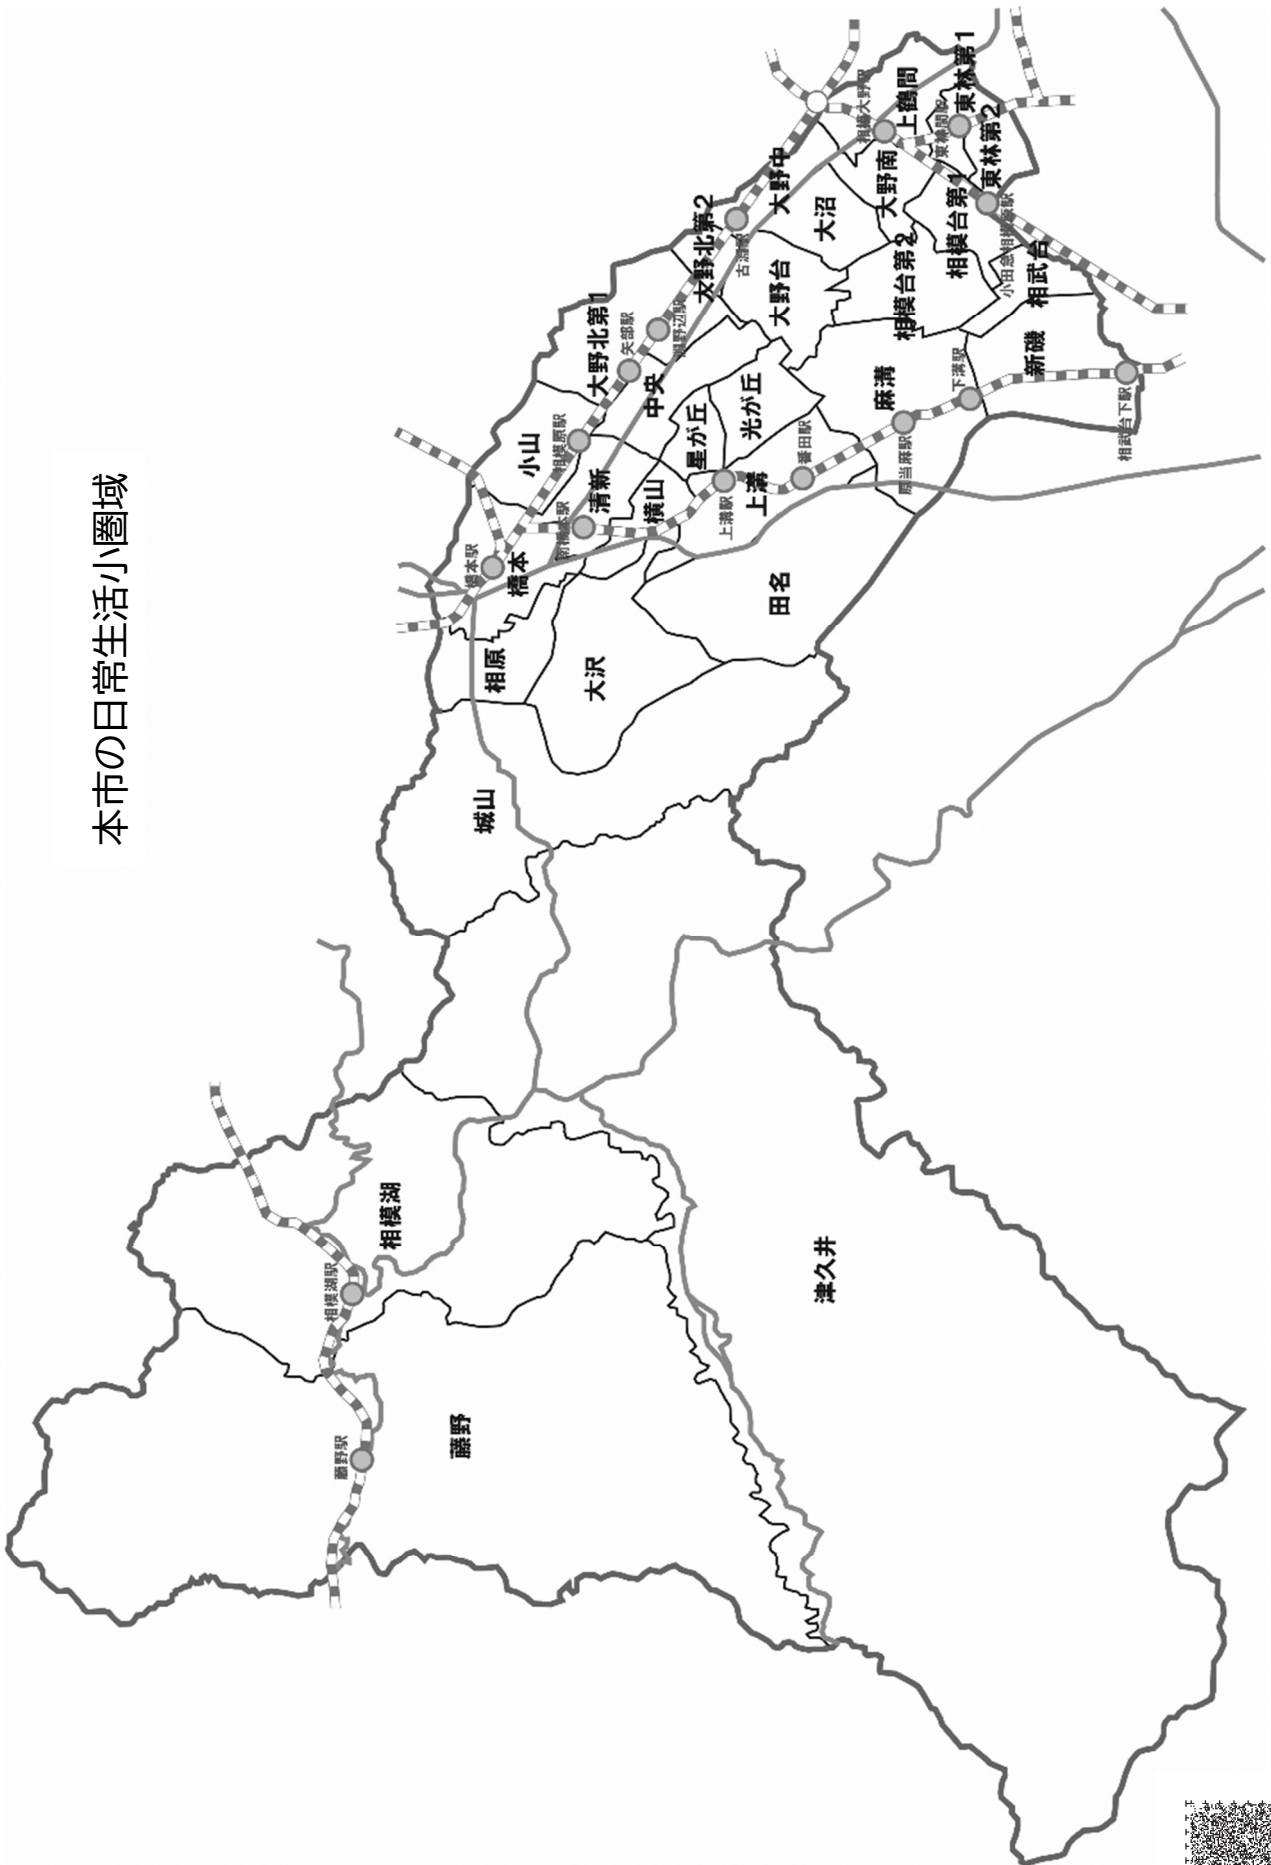 本市の日常生活小圏域
藤野駅
相模湖駅
藤野
相模湖
津久井
城山
相原
大沢
橋本駅
橋本
南橋本駅
清新
小山
相模原駅
横山
田名
上溝駅
上溝
番田駅
星が丘
光が丘
中央
大野北第1
矢部駅
淵野辺駅
大野北第2
古淵駅
大野中
大野台
大沼
麻溝
原当麻駅
下溝駅
新磯
相武台下駅
相模台第2
相模台第1
小田急相模原駅
相武台
大野南
相模大野駅
上鶴間
東林間駅
東林第1
東林第2